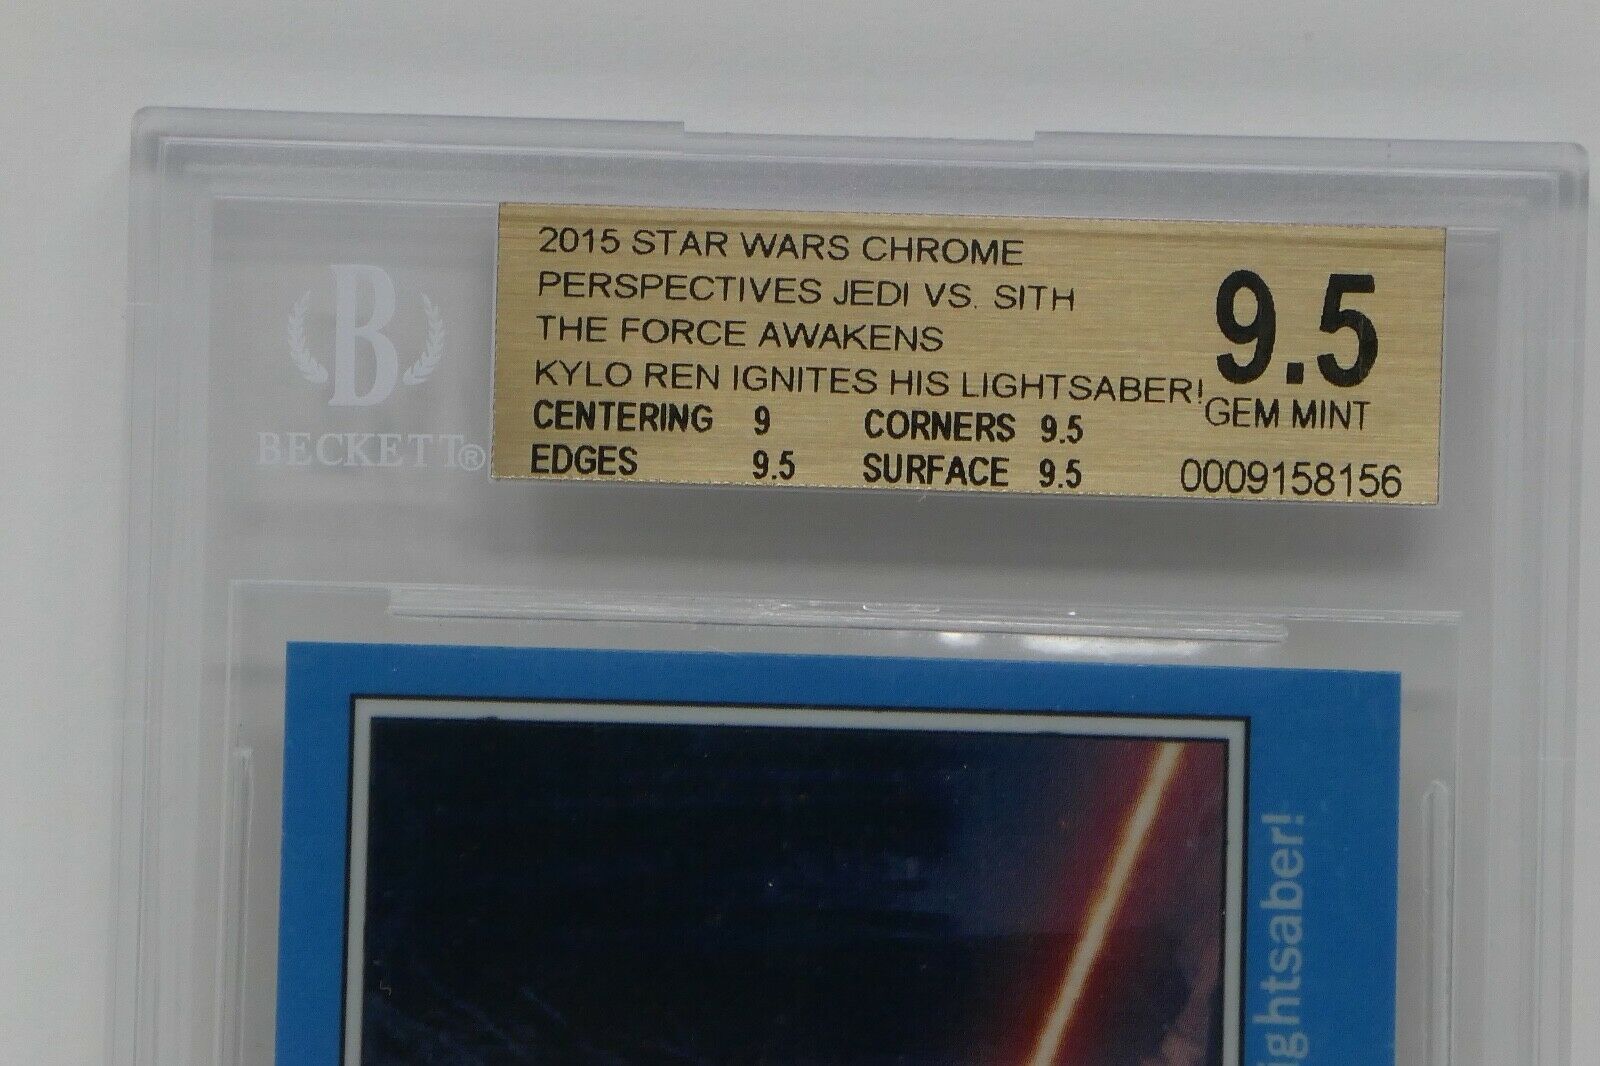 2015 STAR WARS CHROME
PERSPECTIVES JEDI VS. SITH
THE FORCE AWAKENS
KYLO REN IGNITES HIS LIGHTSABER!
9.5
GEM MINT
CENTERING 9 CORNERS 9.5
EDGES 9.5 SURFACE 9.5
0009158156
B
BECKETT®
ightsaber!